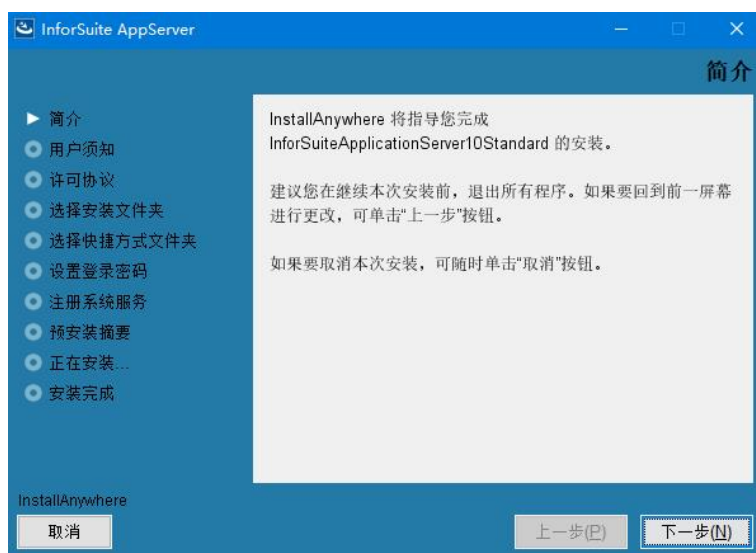 InforSuite AppServer
简介
简介
用户须知
许可协议
选择安装文件夹
选择快捷方式文件夹
设置登录密码
注册系统服务
预安装摘要
正在安装...
安装完成
InstallAnywhere 将指导您完成
InforSuiteApplicationServer10Standard 的安装。
建议您在继续本次安装前，退出所有程序。如果要回到前一屏幕
进行更改，可单击“上一步”按钮。
如果要取消本次安装，可随时单击“取消”按钮。
InstallAnywhere
取消
上一步(P)
下一步(N)